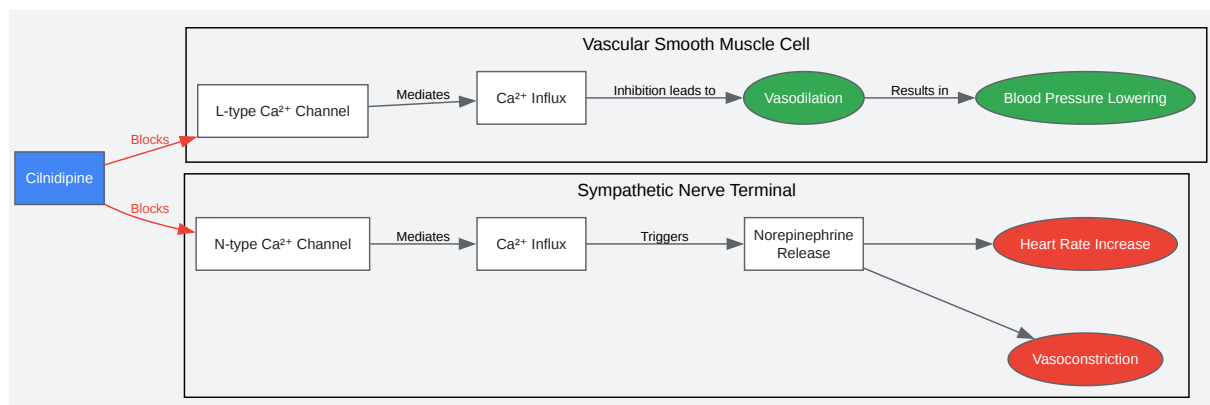 Vascular Smooth Muscle Cell
L-type Ca²⁺ Channel
Mediates
Ca²⁺ Influx
Inhibition leads to
Vasodilation
Results in
Blood Pressure Lowering
Blocks
Cilnidipine
Blocks
Sympathetic Nerve Terminal
N-type Ca²⁺ Channel
Mediates
Ca²⁺ Influx
Triggers
Norepinephrine
Release
Heart Rate Increase
Vasoconstriction